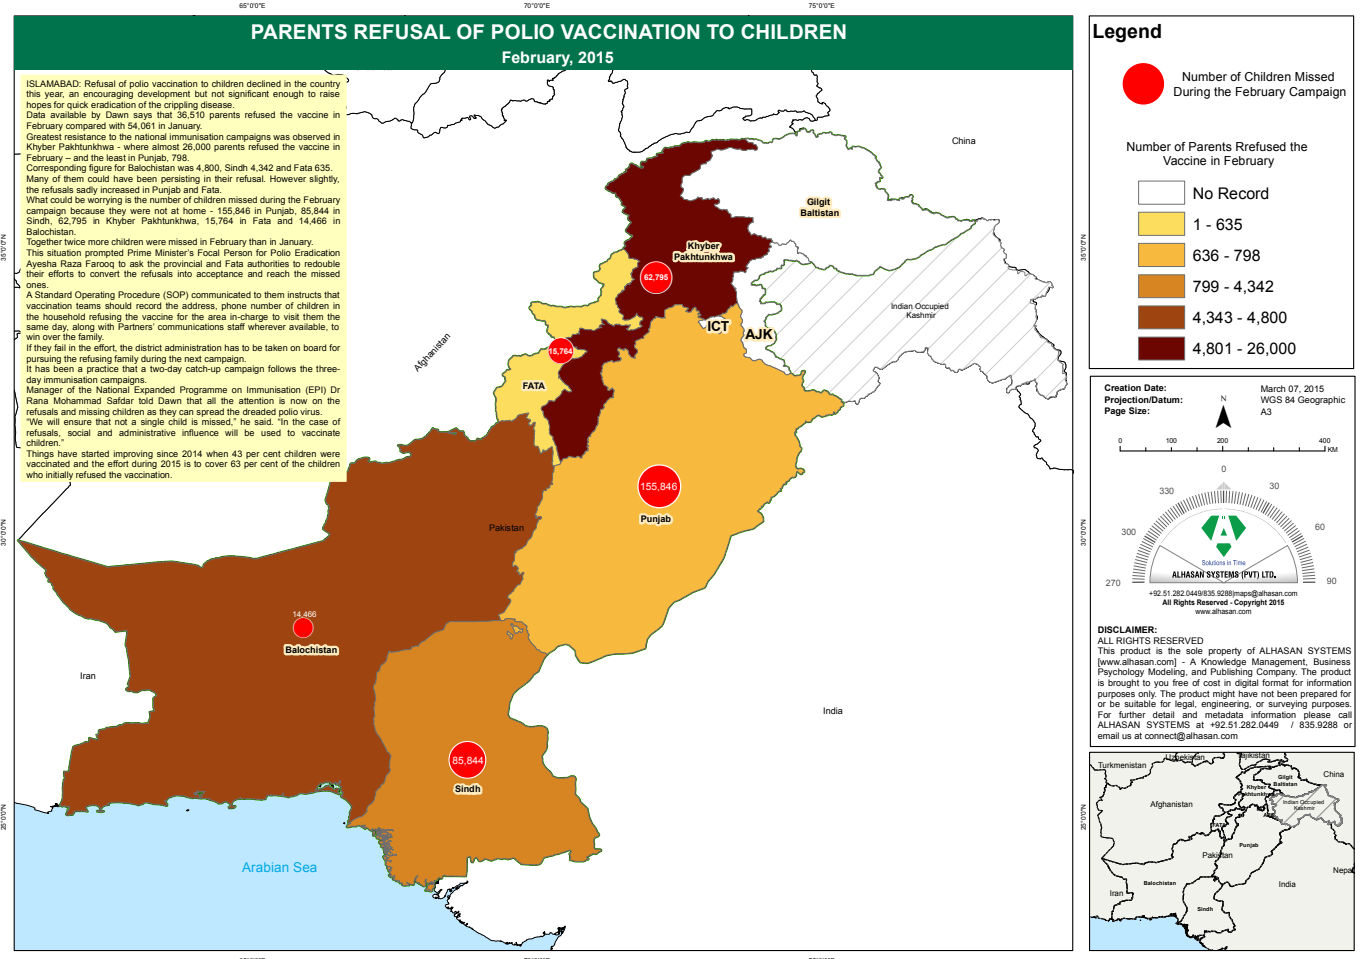 65°0'0"E
70°0'0"E
75°0'0"E
PARENTS REFUSAL OF POLIO VACCINATION TO CHILDREN
February, 2015
ISLAMABAD: Refusal of polio vaccination to children declined in the country
this year, an encouraging development but not significant enough to raise
hopes for quick eradication of the crippling disease.
Data available by Dawn says that 36,510 parents refused the vaccine in
February compared with 54,061 in January.
Greatest resistance to the national immunisation campaigns was observed in
Khyber Pakhtunkhwa - where almost 26,000 parents refused the vaccine in
February – and the least in Punjab, 798.
Corresponding figure for Balochistan was 4,800, Sindh 4,342 and Fata 635.
Many of them could have been persisting in their refusal. However slightly,
the refusals sadly increased in Punjab and Fata.
What could be worrying is the number of children missed during the February
campaign because they were not at home - 155,846 in Punjab, 85,844 in
Sindh, 62,795 in Khyber Pakhtunkhwa, 15,764 in Fata and 14,466 in
Balochistan.
Together twice more children were missed in February than in January.
This situation prompted Prime Minister's Focal Person for Polio Eradication
Ayesha Raza Farooq to ask the provincial and Fata authorities to redouble
their efforts to convert the refusals into acceptance and reach the missed
ones.
A Standard Operating Procedure (SOP) communicated to them instructs that
vaccination teams should record the address, phone number of children in
the household refusing the vaccine for the area in-charge to visit them the
same day, along with Partners' communications staff wherever available, to
win over the family.
If they fail in the effort, the district administration has to be taken on board for
pursuing the refusing family during the next campaign.
It has been a practice that a two-day catch-up campaign follows the three-
day immunisation campaigns.
Manager of the National Expanded Programme on Immunisation (EPI) Dr
Rana Mohammad Safdar told Dawn that all the attention is now on the
refusals and missing children as they can spread the dreaded polio virus.
"We will ensure that not a single child is missed," he said. "In the case of
refusals, social and administrative influence will be used to vaccinate
children."
Things have started improving since 2014 when 43 per cent children were
vaccinated and the effort during 2015 is to cover 63 per cent of the children
who initially refused the vaccination.
China
Gilgit
Baltistan
Khyber
Pakhtunkhwa
62,795
Indian Occupied
Kashmir
ICT
AJK
Afghanistan
15,764
FATA
155,846
Punjab
Pakistan
14,466
Balochistan
Iran
India
85,844
Sindh
Arabian Sea
35°0'0"N
30°0'0"N
25°0'0"N
35°0'0"N
30°0'0"N
25°0'0"N
Legend
Number of Children Missed
During the February Campaign
Number of Parents Rrefused the
Vaccine in February
No Record
1 - 635
636 - 798
799 - 4,342
4,343 - 4,800
4,801 - 26,000
Creation Date: March 07, 2015
Projection/Datum: WGS 84 Geographic
Page Size: A3
N
0 100 200 400
KM
0
330 30
300 60
270 90
Solutions in Time
ALHASAN SYSTEMS (PVT) LTD.
+92.51.282.0449/835.9288|maps@alhasan.com
All Rights Reserved - Copyright 2015
www.alhasan.com
DISCLAIMER:
ALL RIGHTS RESERVED
This product is the sole property of ALHASAN SYSTEMS
[www.alhasan.com] - A Knowledge Management, Business
Psychology Modeling, and Publishing Company. The product
is brought to you free of cost in digital format for information
purposes only. The product might have not been prepared for
or be suitable for legal, engineering, or surveying purposes.
For further detail and metadata information please call
ALHASAN SYSTEMS at +92.51.282.0449 / 835.9288 or
email us at connect@alhasan.com
Uzbekistan
Tajikistan
Turkmenistan
China
Gilgit
Baltistan
Khyber
Afghanistan
Indian Occupied
Kashmir
FATA
Punjab
Pakistan
Nepal
Balochistan
India
Iran
Sindh